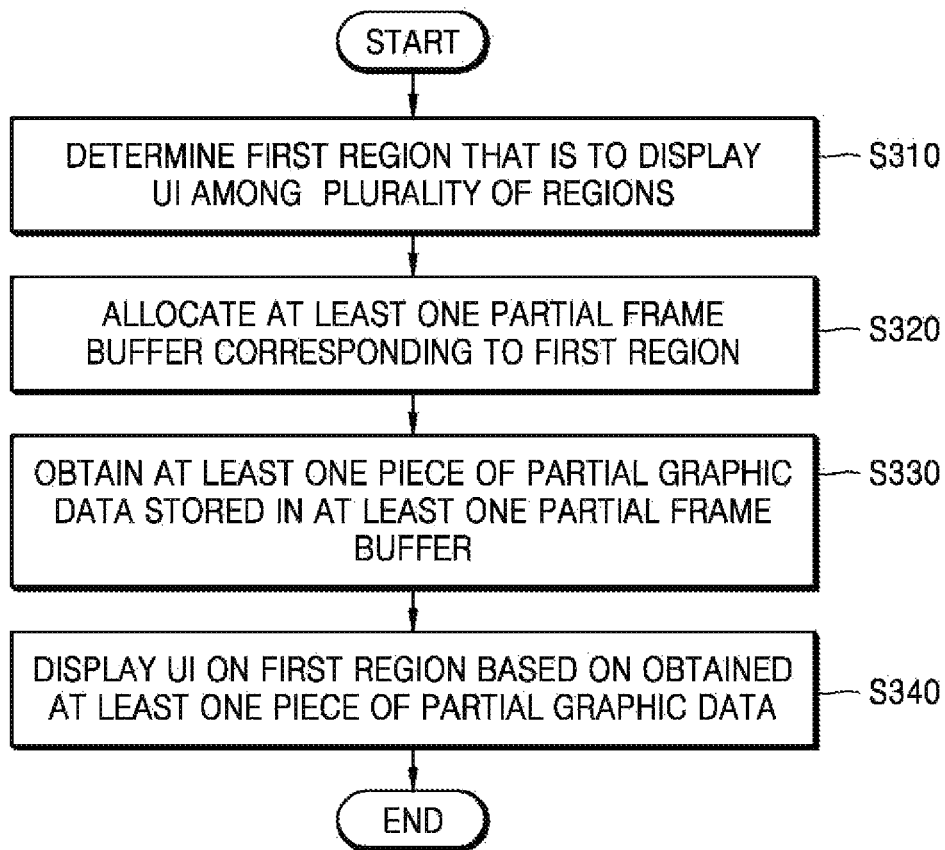 START
DETERMINE FIRST REGION THAT IS TO DISPLAY
UI AMONG PLURALITY OF REGIONS
S310
ALLOCATE AT LEAST ONE PARTIAL FRAME
BUFFER CORRESPONDING TO FIRST REGION
S320
OBTAIN AT LEAST ONE PIECE OF PARTIAL GRAPHIC
DATA STORED IN AT LEAST ONE PARTIAL FRAME
BUFFER
S330
DISPLAY UI ON FIRST REGION BASED ON OBTAINED
AT LEAST ONE PIECE OF PARTIAL GRAPHIC DATA
S340
END